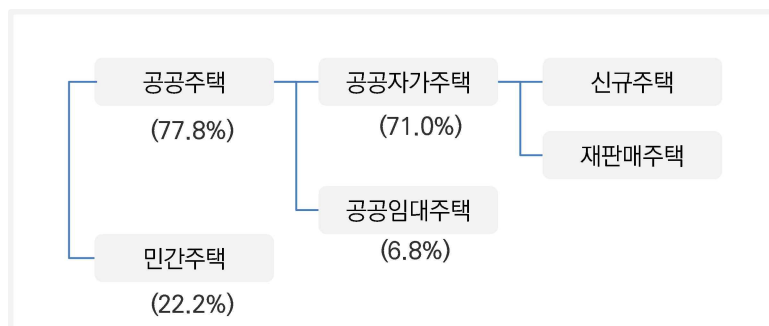 공공주택 공공자가주택 신규주택
(77.8%) (71.0%)
재판매주택
공공임대주택
(6.8%)
민간주택
(22.2%)